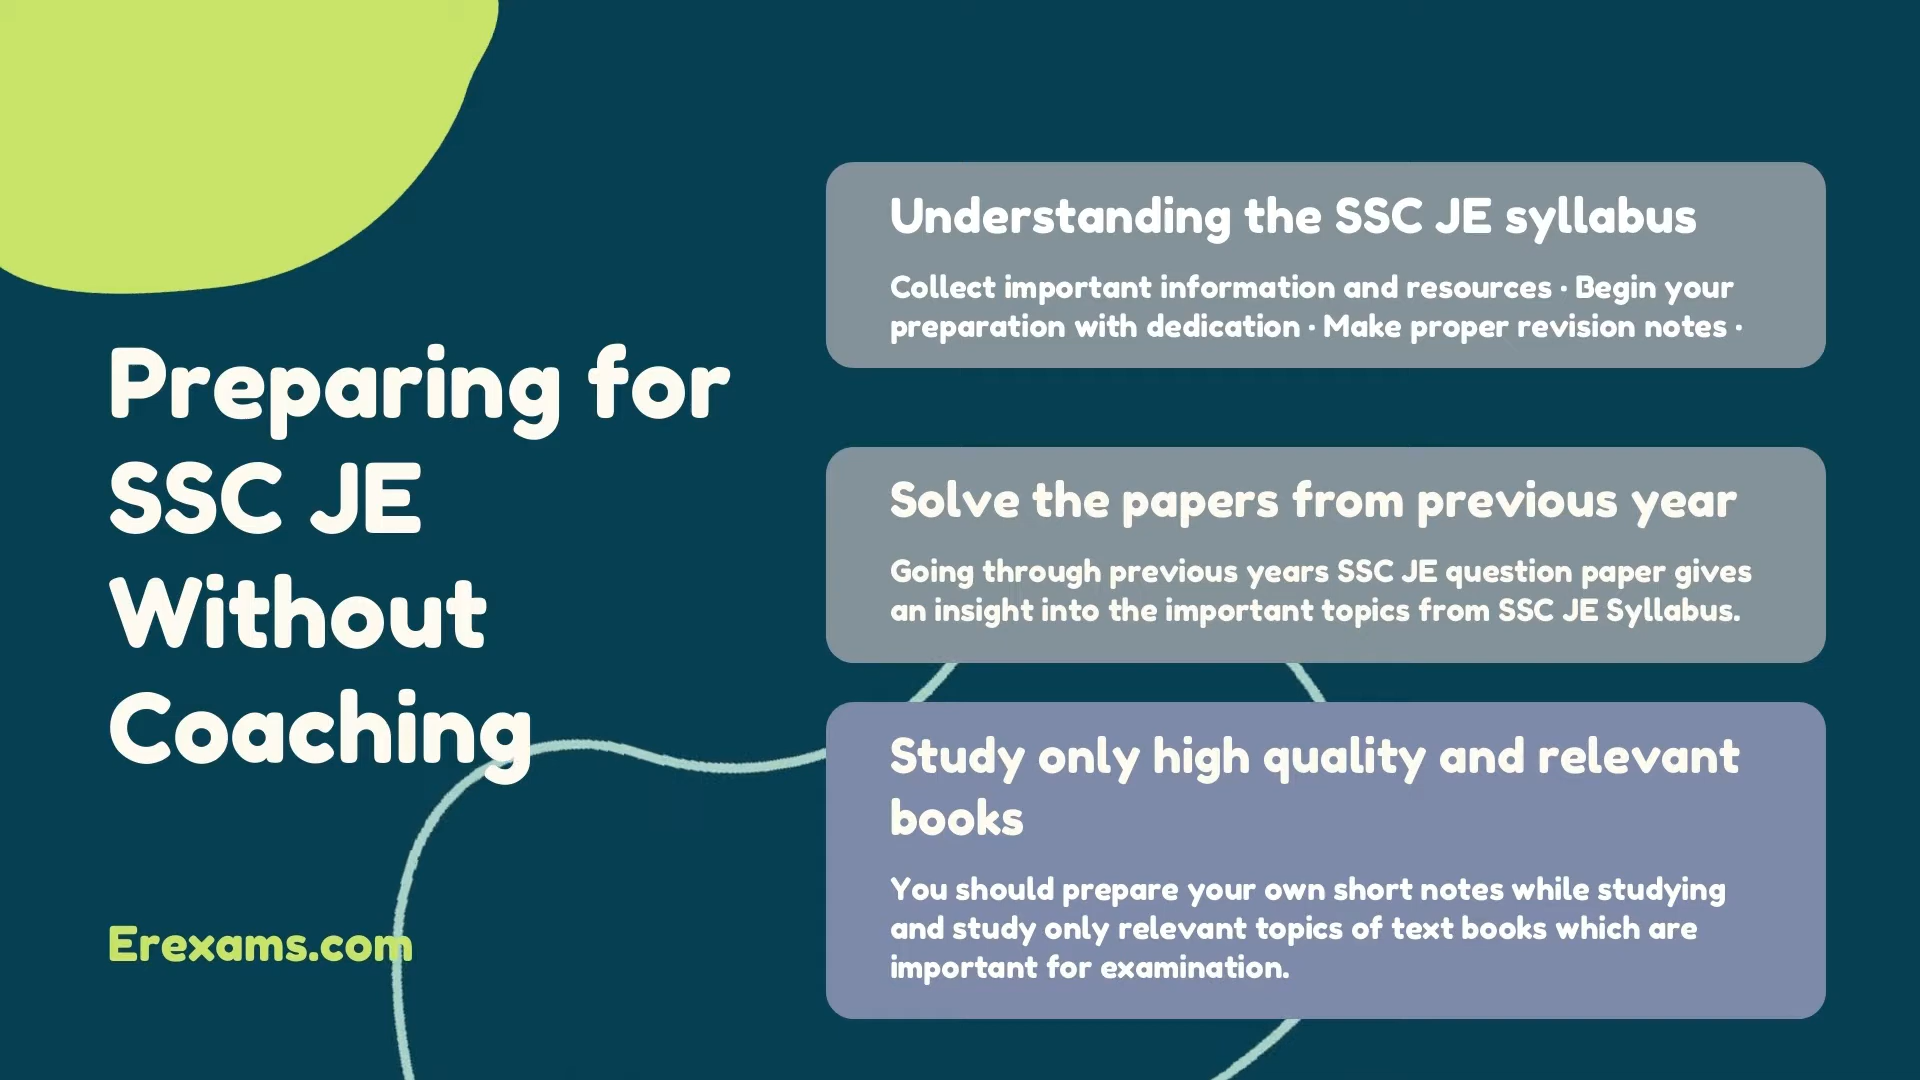 Preparing for
SSC JE
Without
Coaching
Erexams.com
Understanding the SSC JE syllabus
Collect important information and resources · Begin your
preparation with dedication · Make proper revision notes ·
Solve the papers from previous year
Going through previous years SSC JE question paper gives
an insight into the important topics from SSC JE Syllabus.
Study only high quality and relevant
books
You should prepare your own short notes while studying
and study only relevant topics of text books which are
important for examination.